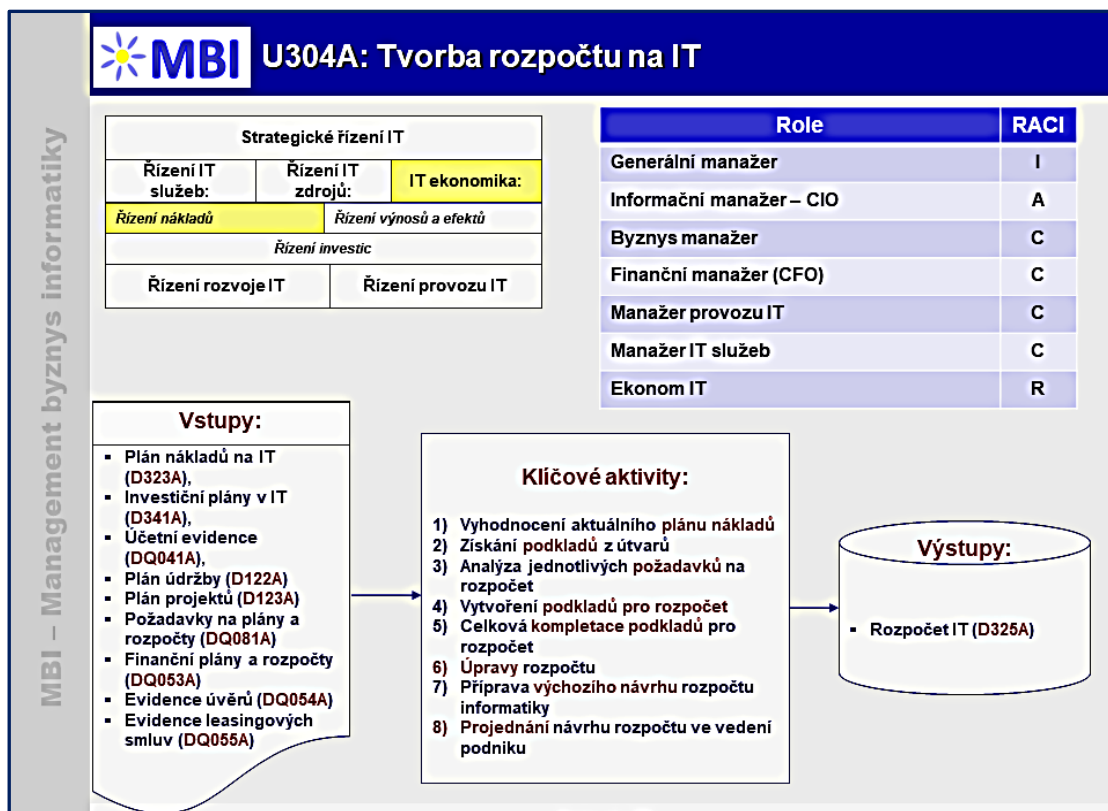 MBI
U304A: Tvorba rozpočtu na IT
MBI – Management byznys informatiky
Strategické řízení IT
Řízení IT
služeb:
Řízení IT
zdrojů:
IT ekonomika:
Řízení nákladů
Řízení výnosů a efektů
Řízení investic
Řízení rozvoje IT
Řízení provozu IT
Role RACI
Generální manažer I
Informační manažer – CIO A
Byznys manažer C
Finanční manažer (CFO) C
Manažer provozu IT C
Manažer IT služeb C
Ekonom IT R
Vstupy:
▪ Plán nákladů na IT
(D323A),
▪ Investiční plány v IT
(D341A),
▪ Účetní evidence
(DQ041A),
▪ Plán údržby (D122A)
▪ Plán projektů (D123A)
▪ Požadavky na plány a
rozpočty (DQ081A)
▪ Finanční plány a rozpočty
(DQ053A)
▪ Evidence úvěrů (DQ054A)
▪ Evidence leasingových
smluv (DQ055A)
Klíčové aktivity:
1) Vyhodnocení aktuálního plánu nákladů
2) Získání podkladů z útvarů
3) Analýza jednotlivých požadavků na
rozpočet
4) Vytvoření podkladů pro rozpočet
5) Celková kompletace podkladů pro
rozpočet
6) Úpravy rozpočtu
7) Příprava výchozího návrhu rozpočtu
informatiky
8) Projednání návrhu rozpočtu ve vedení
podniku
Výstupy:
▪ Rozpočet IT (D325A)